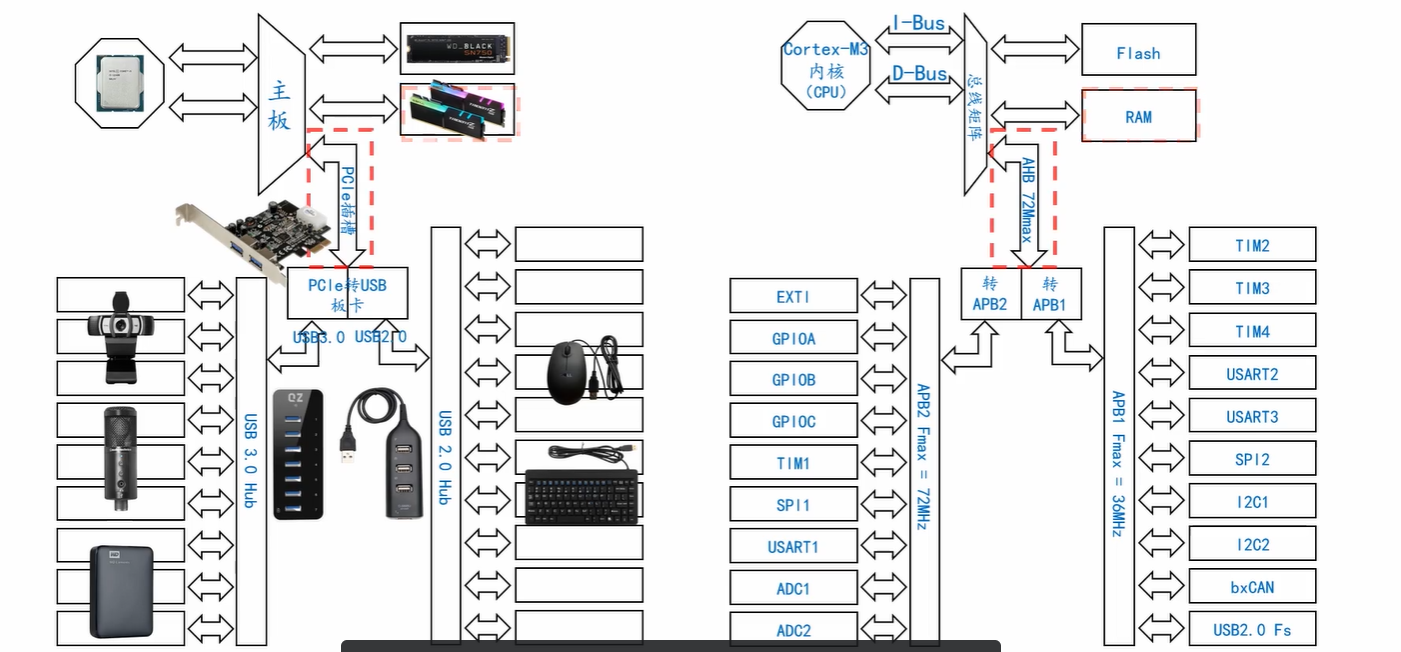 主
板
WD_BLACK
SN750
PCIe插槽
PCIe转USB
板卡
USB3.0
USB2.0
USB 3.0 Hub
USB 2.0 Hub
QZ
WD
Cortex-M3
内核
(CPU)
I-Bus
D-Bus
总线矩阵
Flash
RAM
AHB 72Mmax
转
APB2
转
APB1
EXTI
GPIOA
GPIOB
GPIOC
TIM1
SPI1
USART1
ADC1
ADC2
APB2 Fmax = 72MHz
APB1 Fmax = 36MHz
TIM2
TIM3
TIM4
USART2
USART3
SPI2
I2C1
I2C2
bxCAN
USB2.0 Fs